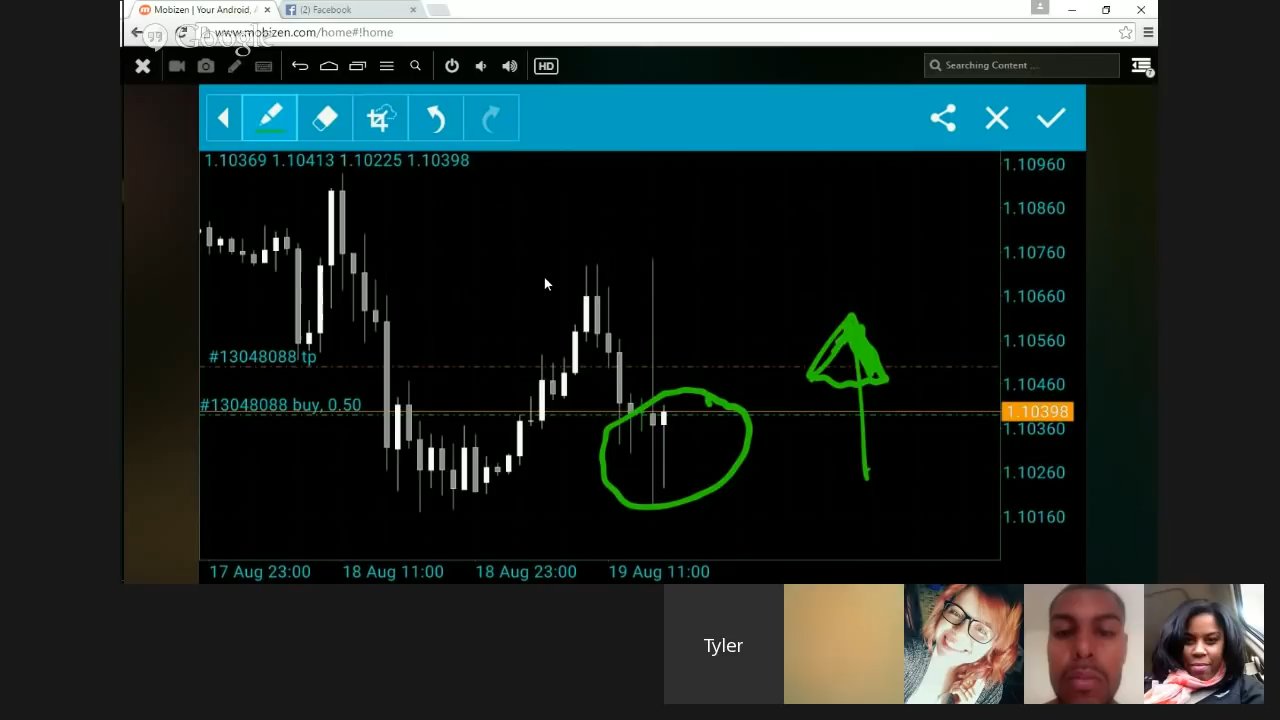 Mobizen | Your Android, A
(2) Facebook
www.mobizen.com/home#!home
Google
HD
Searching Content ...
1.10369 1.10413 1.10225 1.10398
1.10960
1.10860
1.10760
1.10660
1.10560
#13048088 tp
1.10460
#13048088 buy, 0.50
1.10398
1.10360
1.10260
1.10160
17 Aug 23:00
18 Aug 11:00
18 Aug 23:00
19 Aug 11:00
Tyler